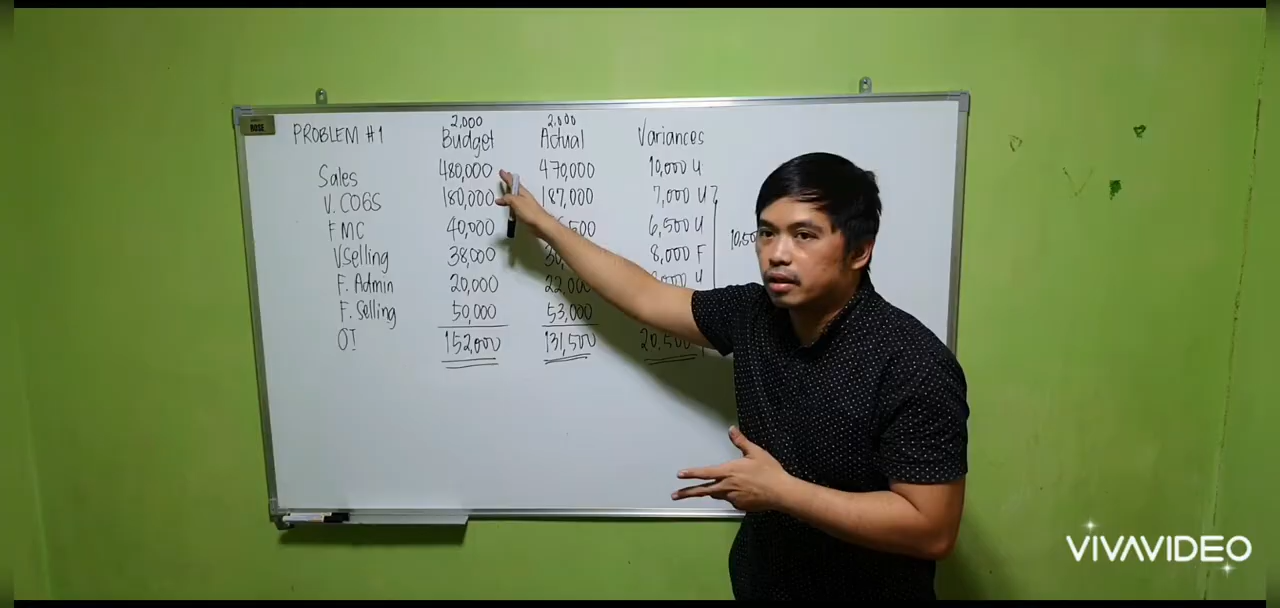 ROSE
2,000 2,000
PROBLEM #1 Budget Actual Variances
Sales 480,000 470,000 10,000 U
V. COGS 180,000 187,000 7,000 U
FMC 40,000 6,500 U
V Selling 38,000 8,000 F
F. Admin 20,000 22,000 U
F. Selling 50,000 53,000
OI 152,000 131,500 20,500
VIVAVIDEO